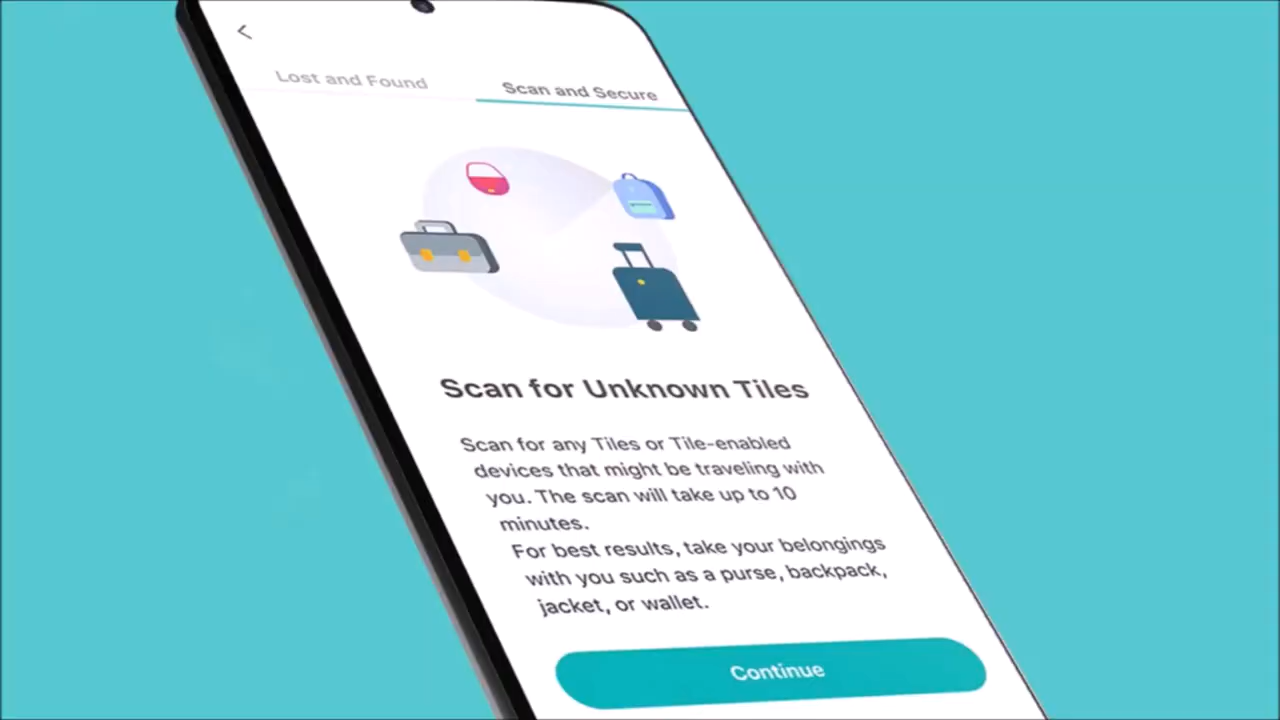 Lost and Found
Scan and Secure
Scan for Unknown Tiles
Scan for any Tiles or Tile-enabled
devices that might be traveling with
you. The scan will take up to 10
minutes.
For best results, take your belongings
with you such as a purse, backpack,
jacket, or wallet.
Continue